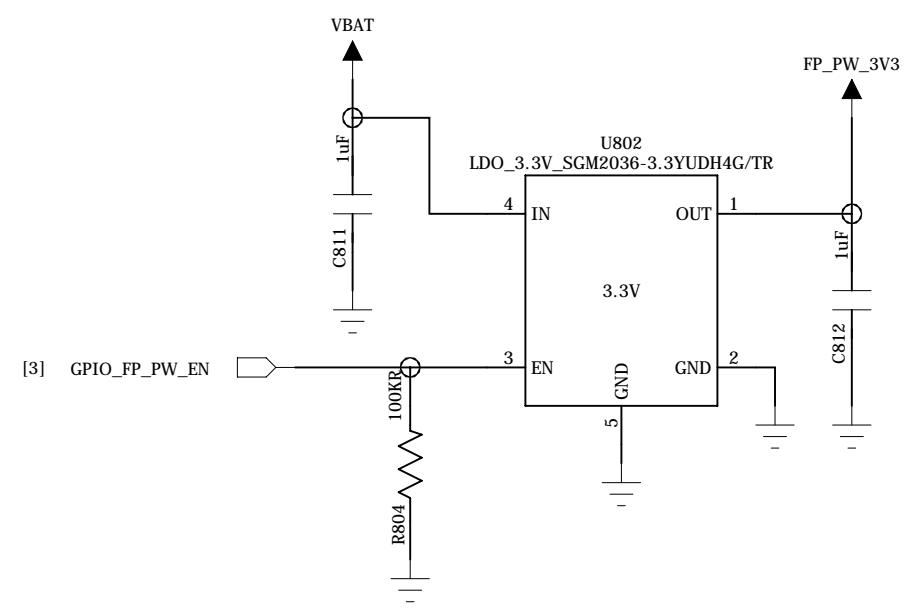 VBAT
FP_PW_3V3
1uF
U802
LDO_3.3V_SGM2036-3.3YUDH4G/TR
4
IN
OUT
1
C811
1uF
3.3V
[3] GPIO_FP_PW_EN
3
EN
GND
GND
2
C812
100KR
5
R804